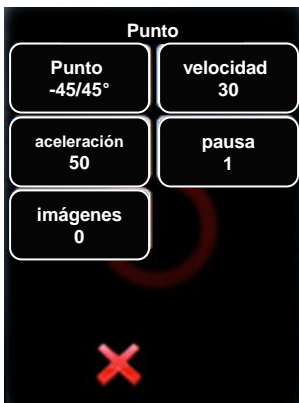 Punto
Punto
-45/45°
velocidad
30
aceleración
50
pausa
1
imágenes
0